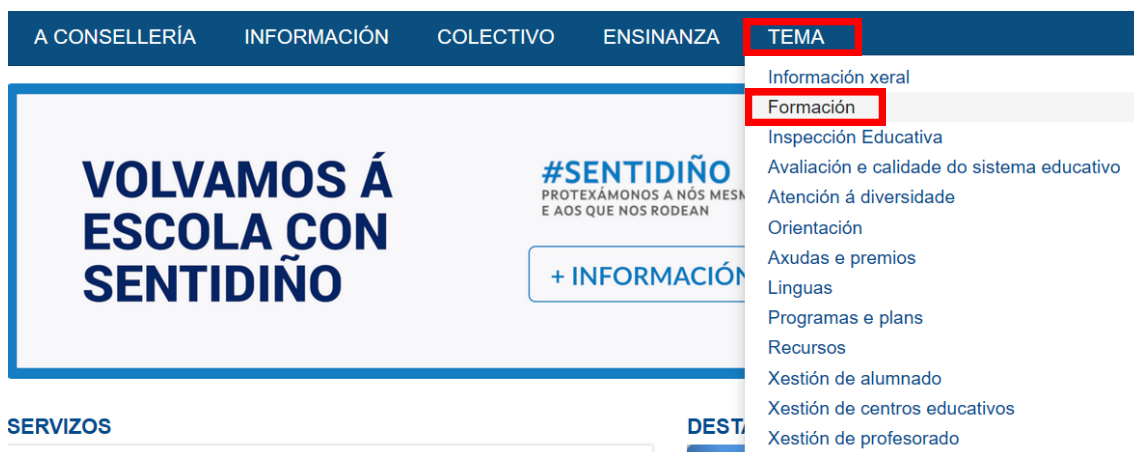 A CONSELLERÍA INFORMACIÓN COLECTIVO ENSINANZA TEMA
Información xeral
Formación
Inspección Educativa
Avaliación e calidade do sistema educativo
Atención á diversidade
Orientación
Axudas e premios
Linguas
Programas e plans
Recursos
Xestión de alumnado
Xestión de centros educativos
Xestión de profesorado
VOLVAMOS Á
ESCOLA CON
SENTIDIÑO
#SENTIDIÑO
PROTEXÁMONOS A NÓS
E AOS QUE NOS RODEAN
+ INFORMACIÓN
SERVIZOS